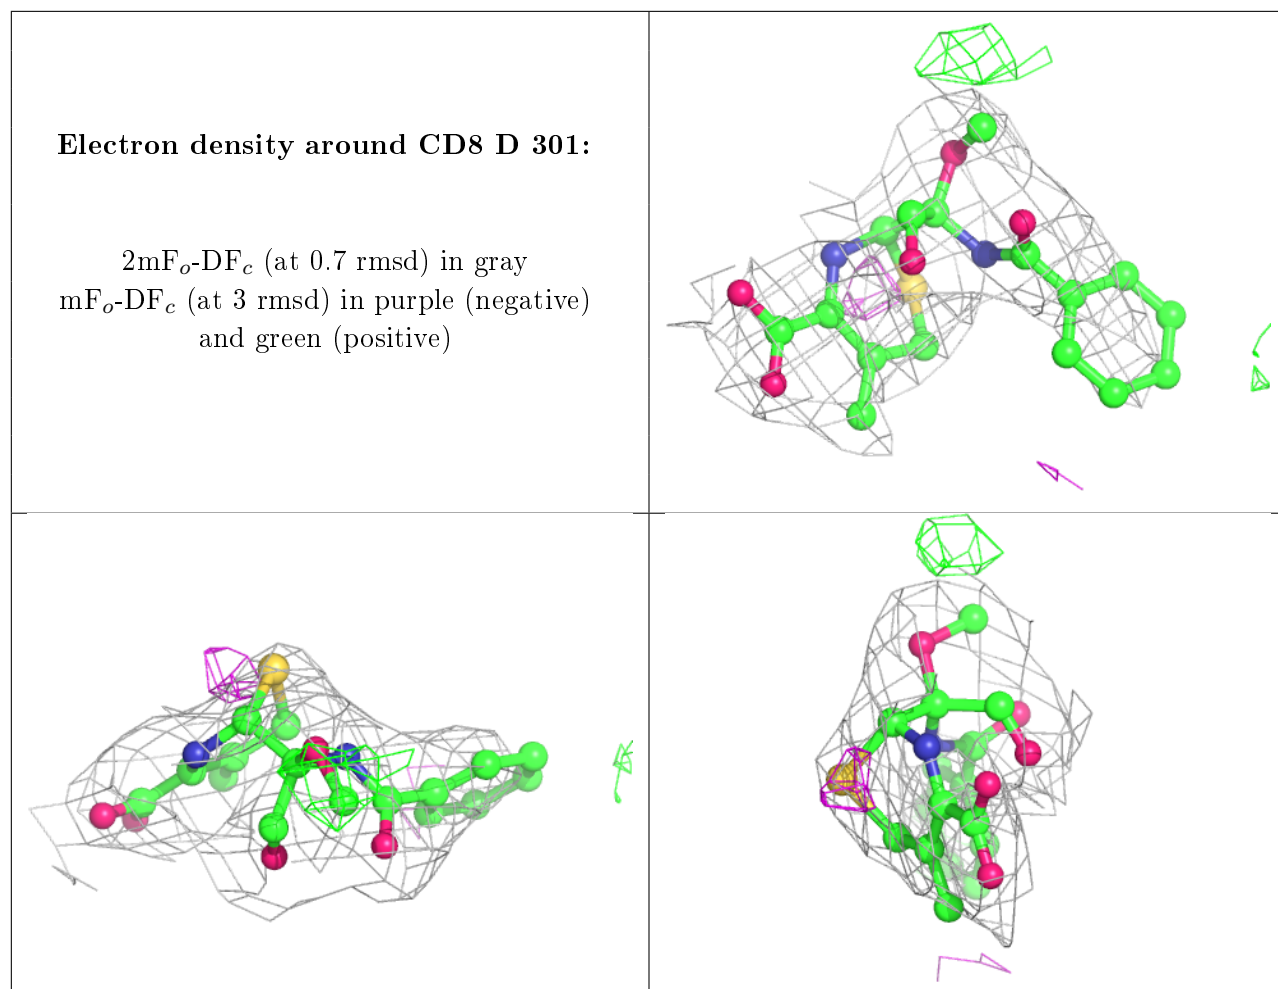 Electron density around CD8 D 301:
2mFo-DFc (at 0.7 rmsd) in gray
mFo-DFc (at 3 rmsd) in purple (negative)
and green (positive)